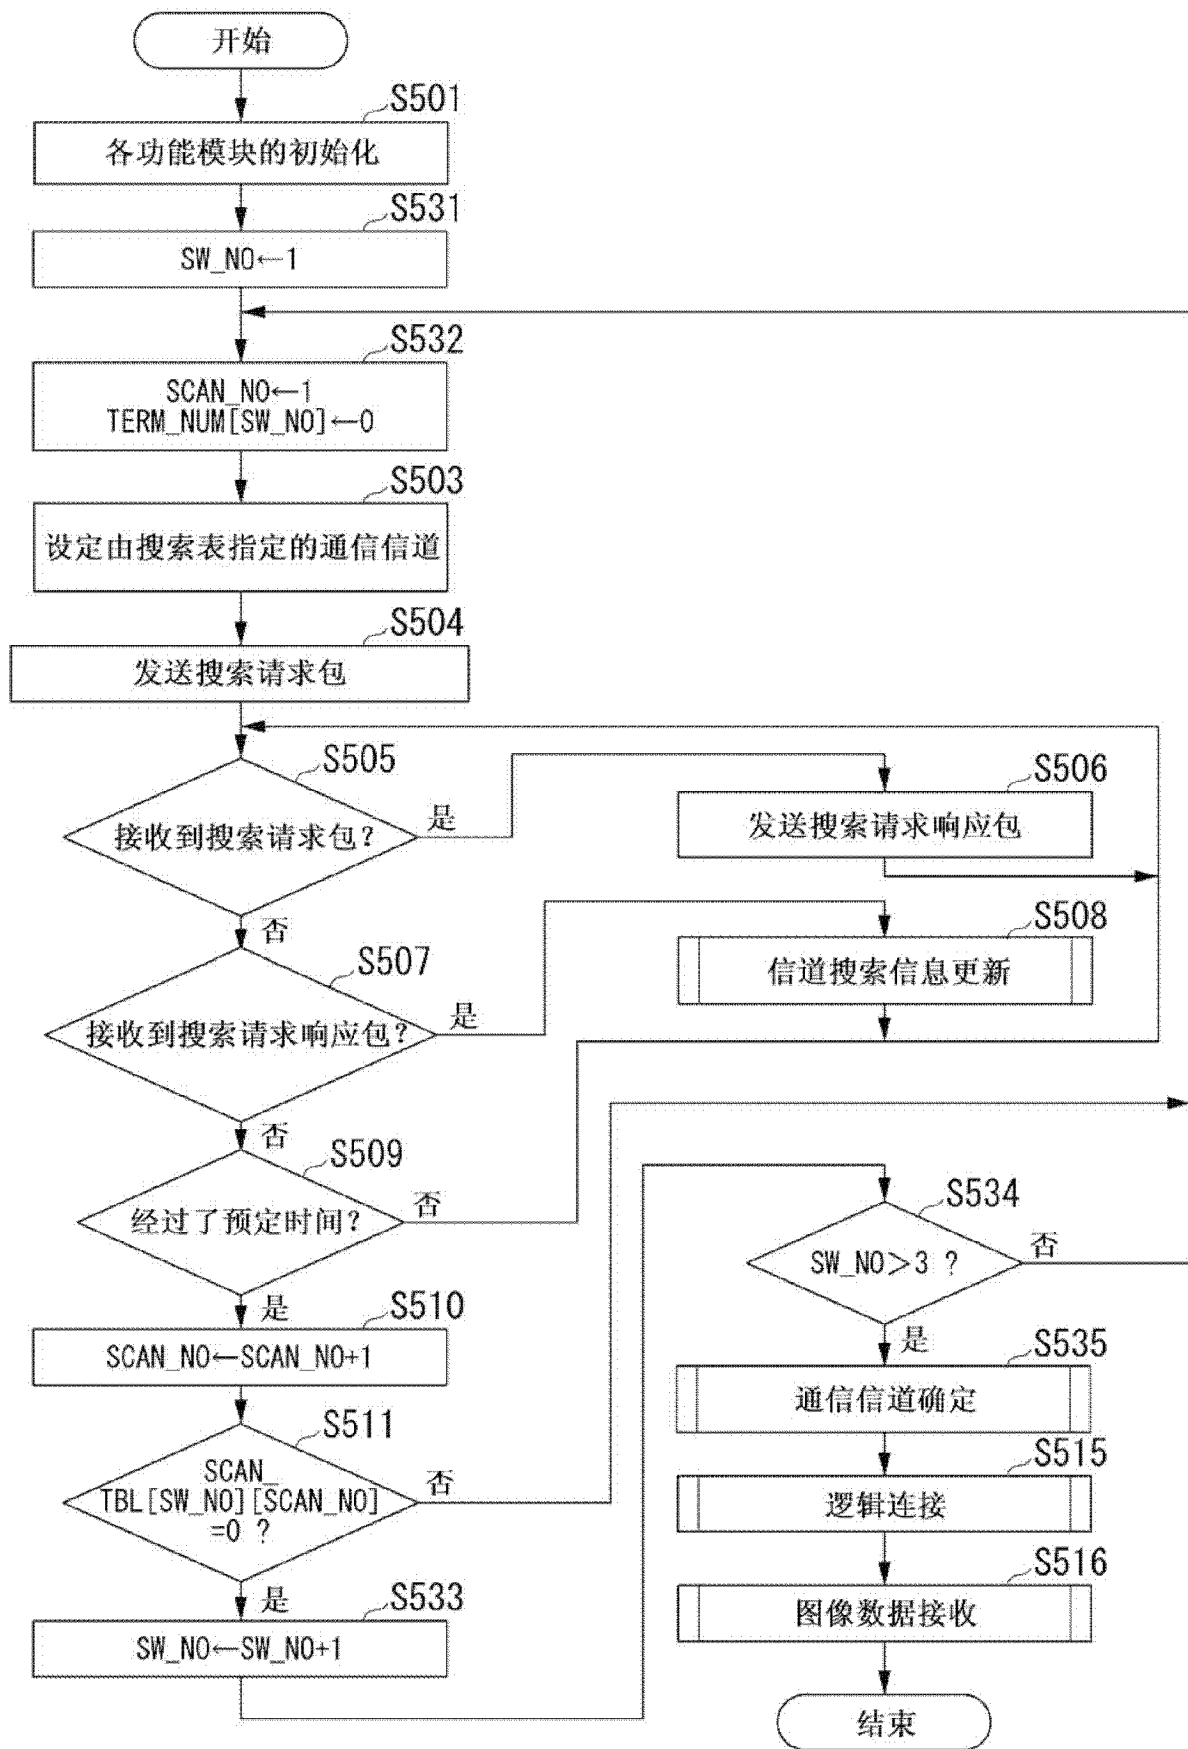 开始
S501
各功能模块的初始化
S531
SW_NO←1
S532
SCAN_NO←1
TERM_NUM[SW_NO]←0
S503
设定由搜索表指定的通信信道
S504
发送搜索请求包
S505
接收到搜索请求包?
是
否
S506
发送搜索请求响应包
S507
接收到搜索请求响应包?
是
否
S508
信道搜索信息更新
S509
经过了预定时间?
否
是
S510
SCAN_NO←SCAN_NO+1
S511
SCAN_
TBL[SW_NO][SCAN_NO]
=0 ?
否
是
S533
SW_NO←SW_NO+1
S534
SW_NO>3 ?
否
是
S535
通信信道确定
S515
逻辑连接
S516
图像数据接收
结束